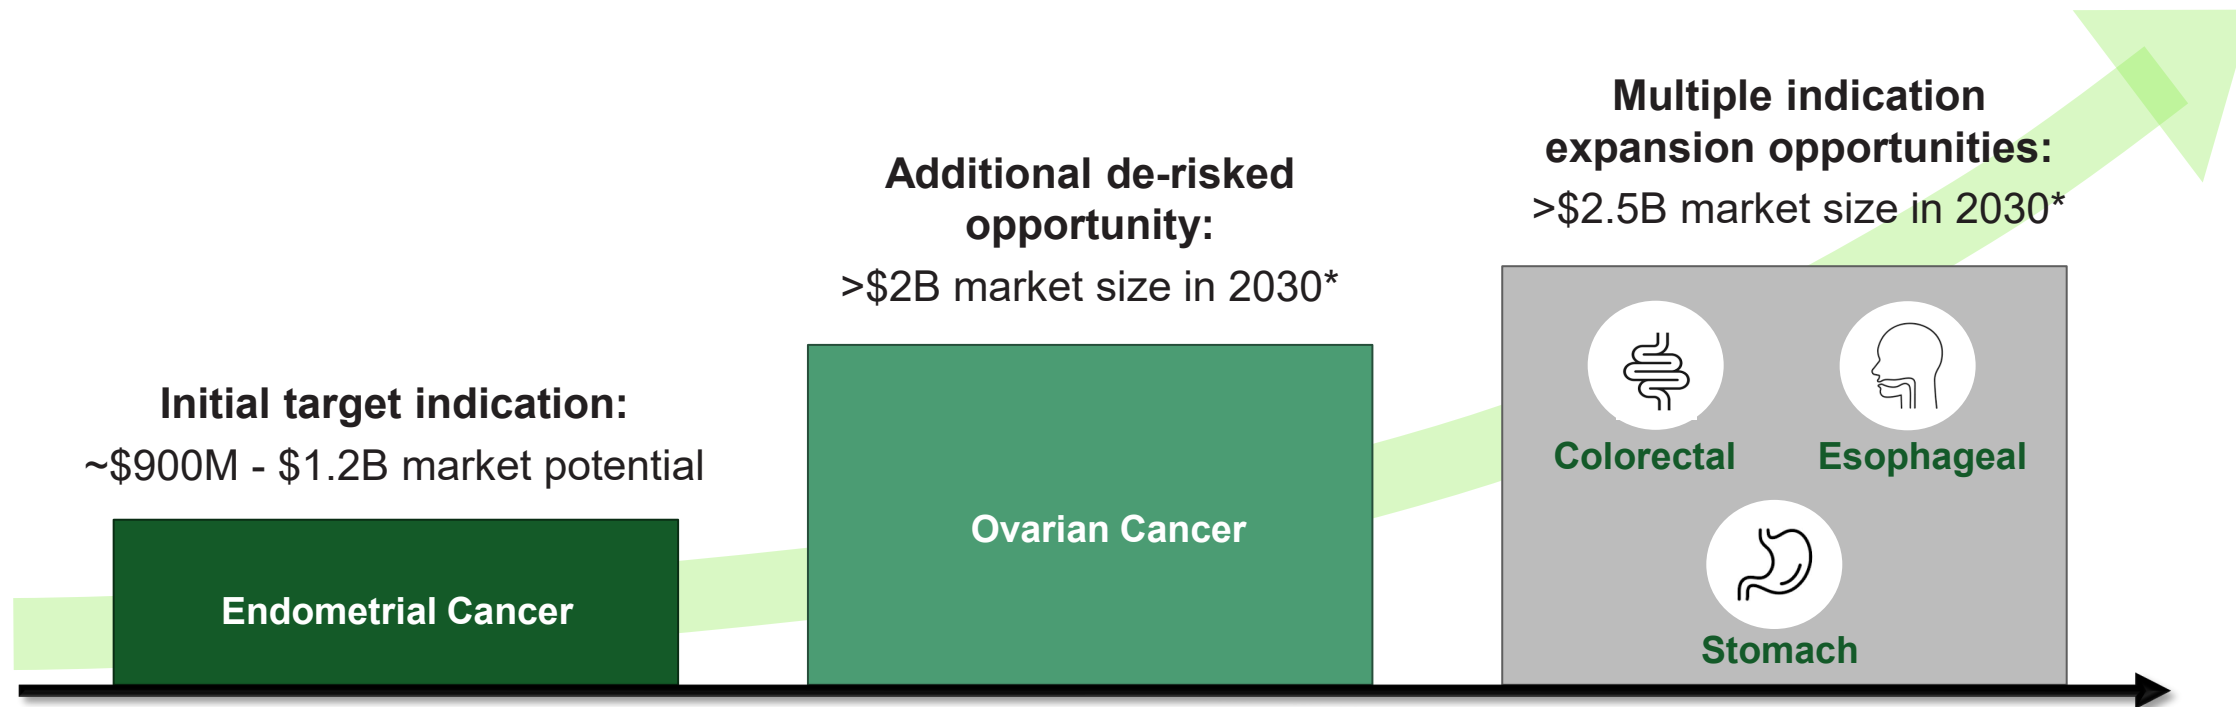 Initial target indication:
~$900M - $1.2B market potential
Endometrial Cancer
Additional de-risked
opportunity:
>$2B market size in 2030*
Ovarian Cancer
Multiple indication
expansion opportunities:
>$2.5B market size in 2030*
Colorectal
Esophageal
Stomach